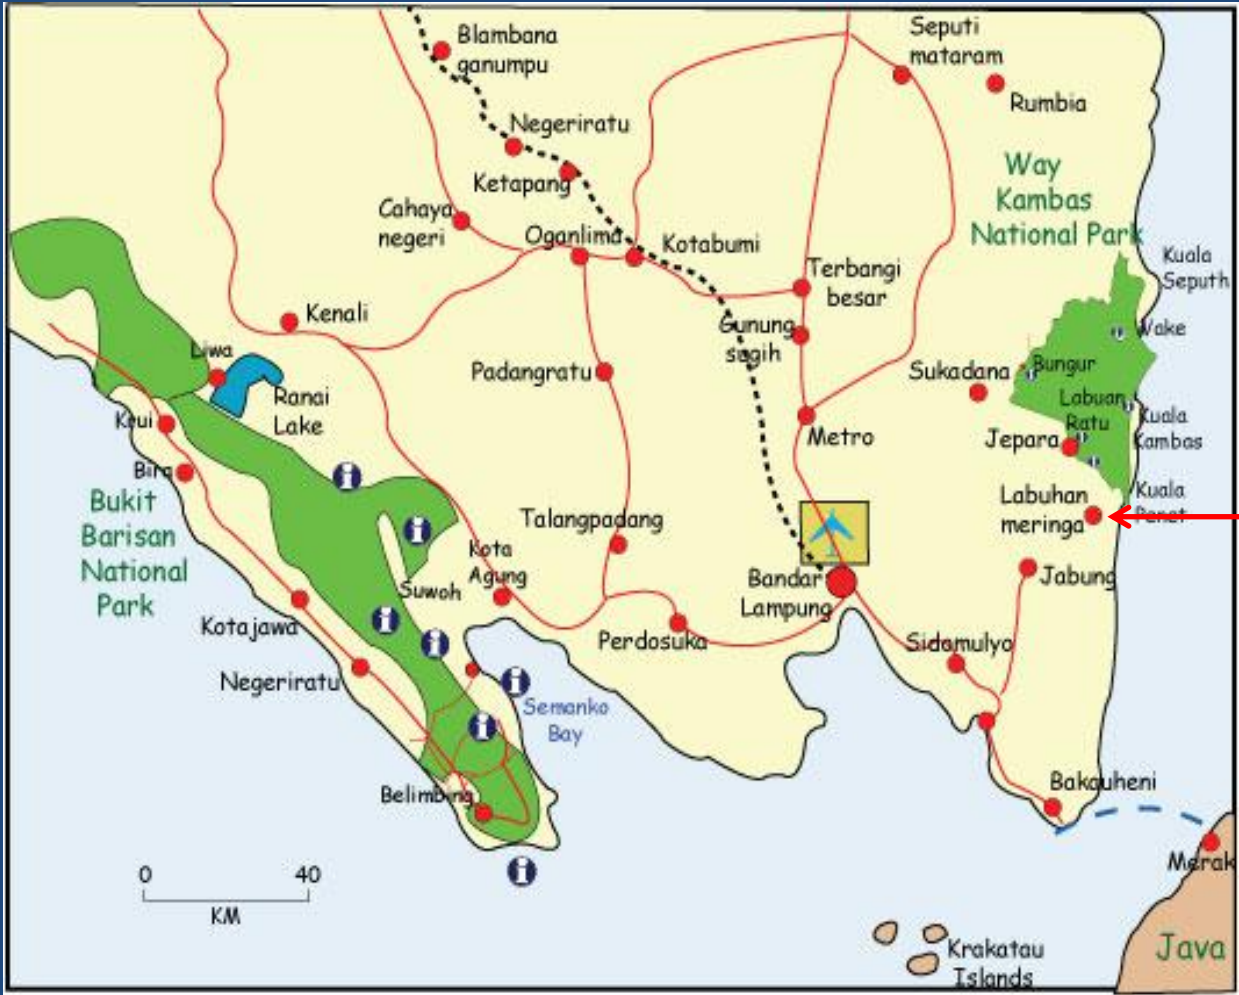 Blambana
ganumpu
Seputi
mataram
Rumbia
Negeriratu
Ketapang
Way
Kambas
National Park
Cahaya
negeri
Oganlima
Kotabumi
Kuala
Seputh
Terbangi
besar
Kenali
Gunung
sugih
Wake
Liwa
Padangratu
Sukadana
Bungur
Ranai
Lake
Labuan
Ratu
Krui
Metro
Jepara
Kuala
Kambas
Bira
Bukit
Barisan
National
Park
Labuhan
meringa
Kuala
Penet
Talangpadang
Kota
Agung
Suwoh
Bandar
Lampung
Jabung
Kotajawa
Perdosuka
Sidomulyo
Negeriratu
Semanko
Bay
Belimbing
Bakauheni
Merak
0 40
KM
Krakatau
Islands
Java